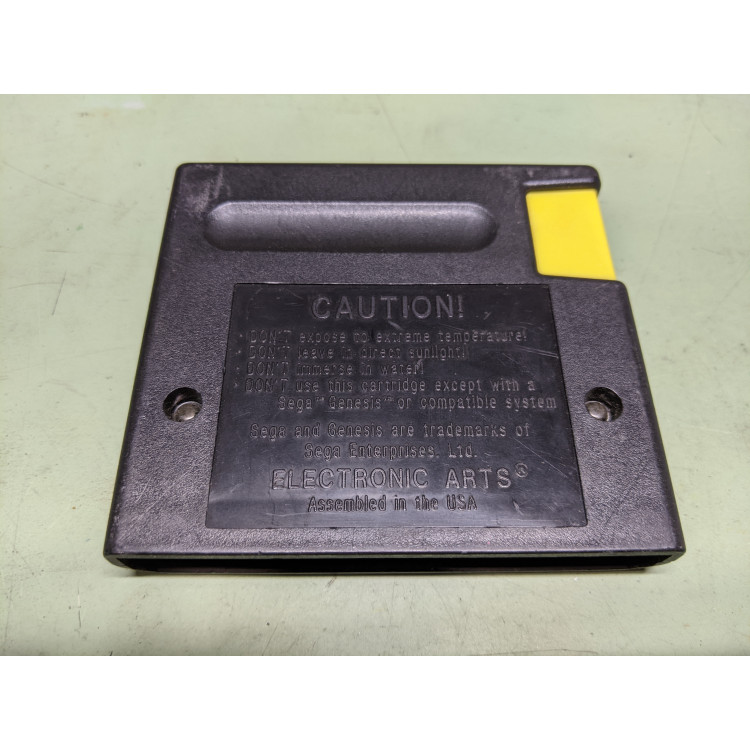 CAUTION!
· DON'T expose to extreme temperature!
· DON'T leave in direct sunlight!
· DON'T immerse in water!
· DON'T use this cartridge except with a
Sega™ Genesis™ or compatible system
Sega and Genesis are trademarks of
Sega Enterprises, Ltd.
ELECTRONIC ARTS®
Assembled in the USA